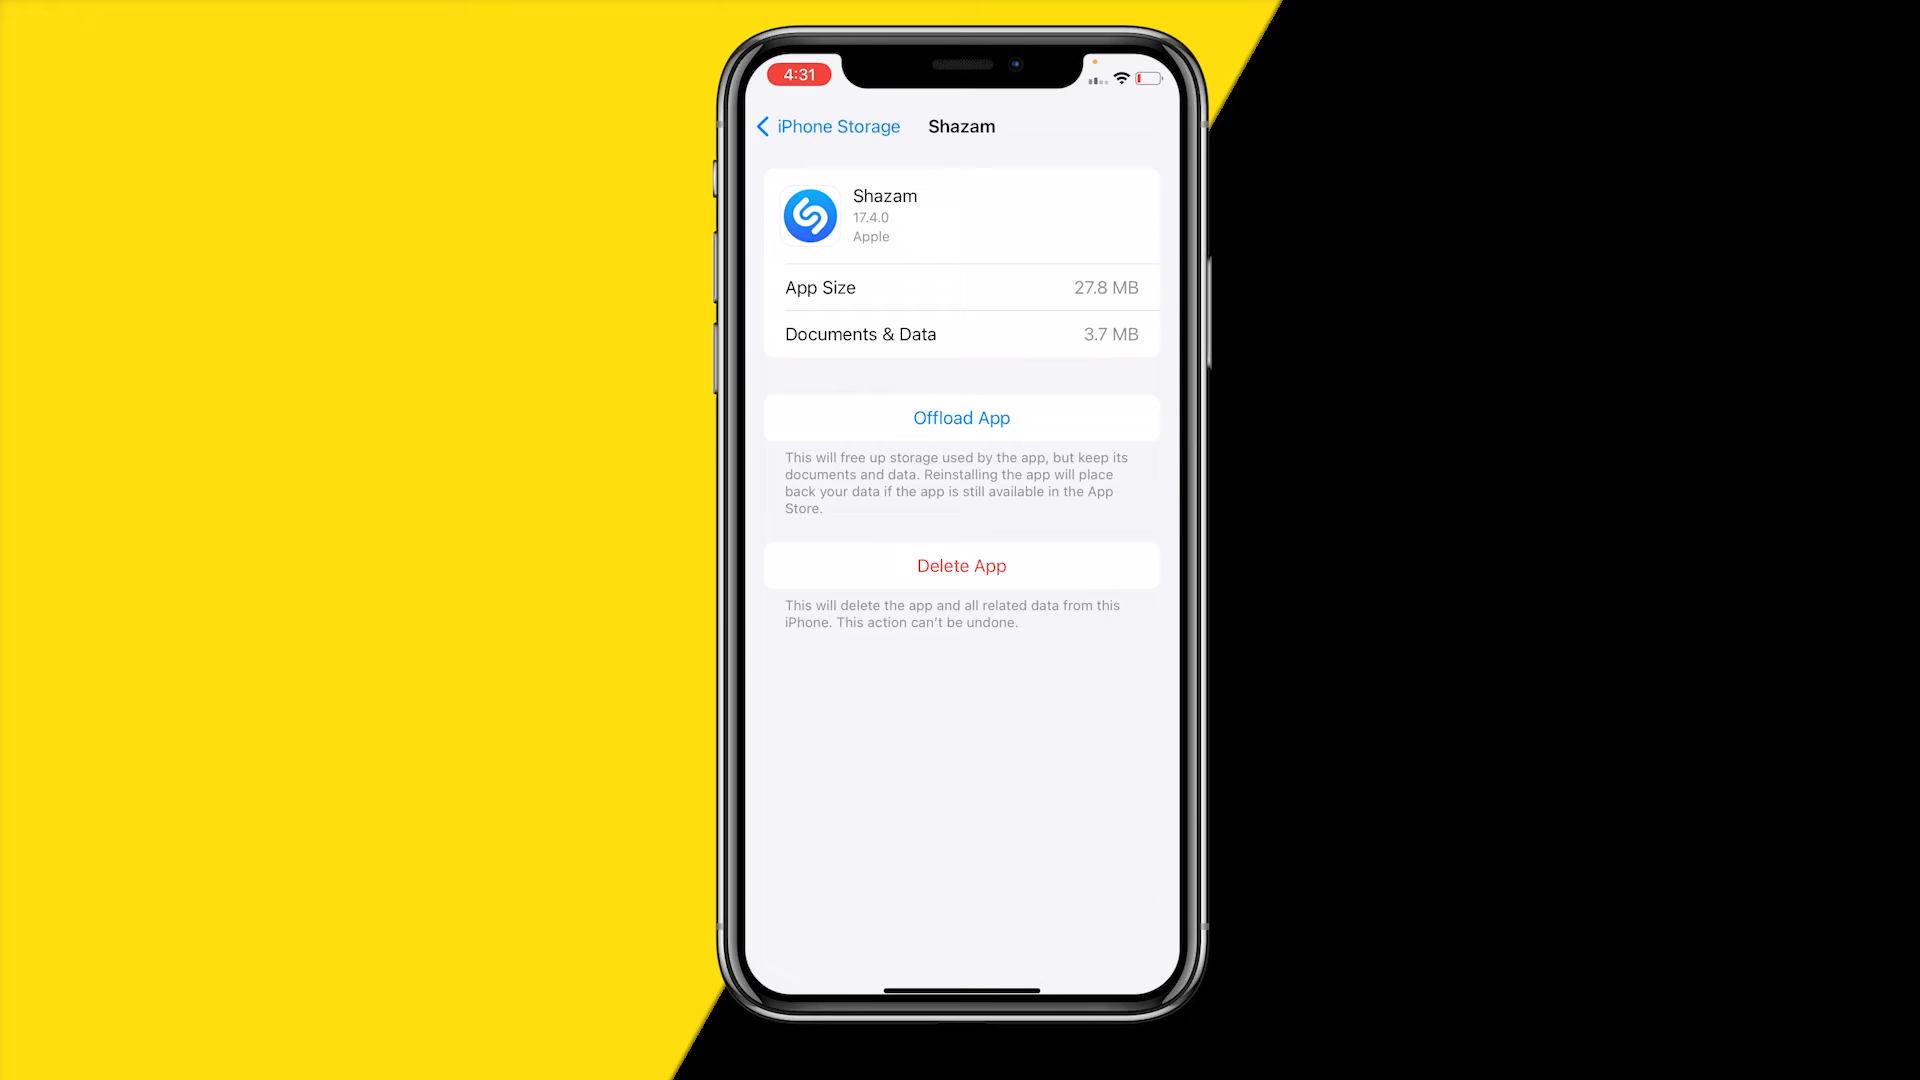 4:31
iPhone Storage Shazam
Shazam
17.4.0
Apple
App Size 27.8 MB
Documents & Data 3.7 MB
Offload App
This will free up storage used by the app, but keep its
documents and data. Reinstalling the app will place
back your data if the app is still available in the App
Store.
Delete App
This will delete the app and all related data from this
iPhone. This action can't be undone.